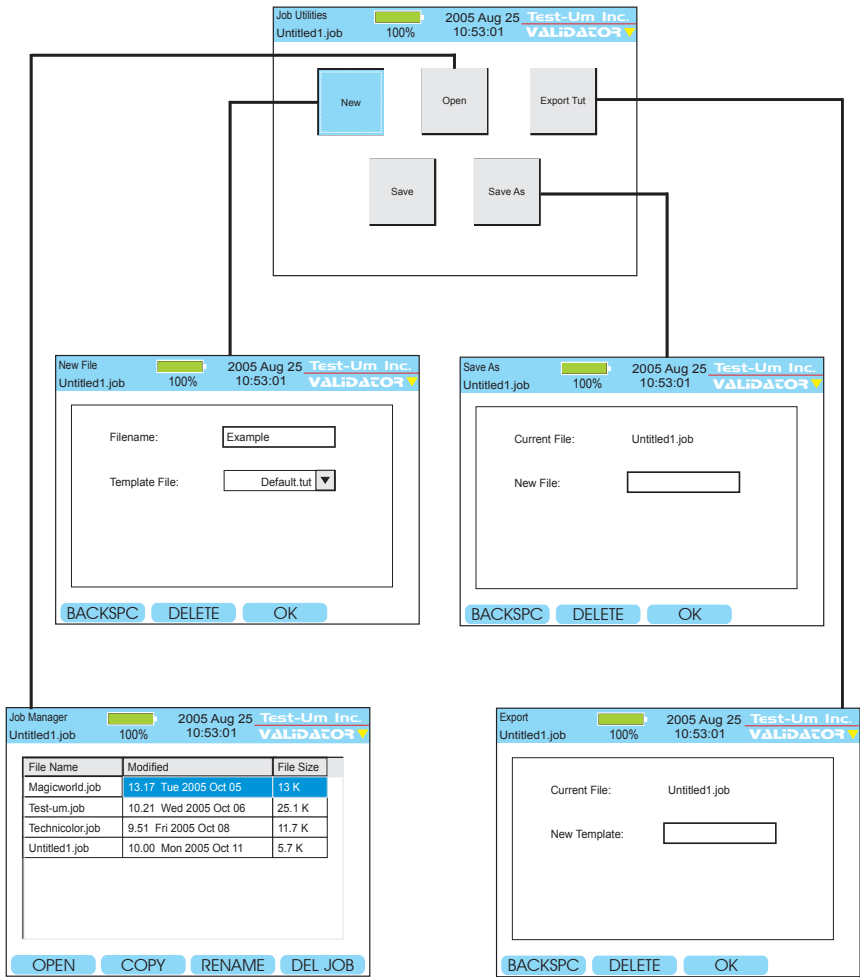 Job Utilities 2005 Aug 25 Test-Um Inc.
Untitled1.job 100% 10:53:01 VALIDATOR
New Open Export Tut
Save Save As
New File 2005 Aug 25 Test-Um Inc.
Untitled1.job 100% 10:53:01 VALIDATOR
Filename: Example
Template File: Default.tut
BACKSPC DELETE OK
Save As 2005 Aug 25 Test-Um Inc.
Untitled1.job 100% 10:53:01 VALIDATOR
Current File: Untitled1.job
New File:
BACKSPC DELETE OK
Job Manager 2005 Aug 25 Test-Um Inc.
Untitled1.job 100% 10:53:01 VALIDATOR
File Name Modified File Size
Magicworld.job 13.17 Tue 2005 Oct 05 13 K
Test-um.job 10.21 Wed 2005 Oct 06 25.1 K
Technicolor.job 9.51 Fri 2005 Oct 08 11.7 K
Untitled1.job 10.00 Mon 2005 Oct 11 5.7 K
OPEN COPY RENAME DEL JOB
Export 2005 Aug 25 Test-Um Inc.
Untitled1.job 100% 10:53:01 VALIDATOR
Current File: Untitled1.job
New Template:
BACKSPC DELETE OK